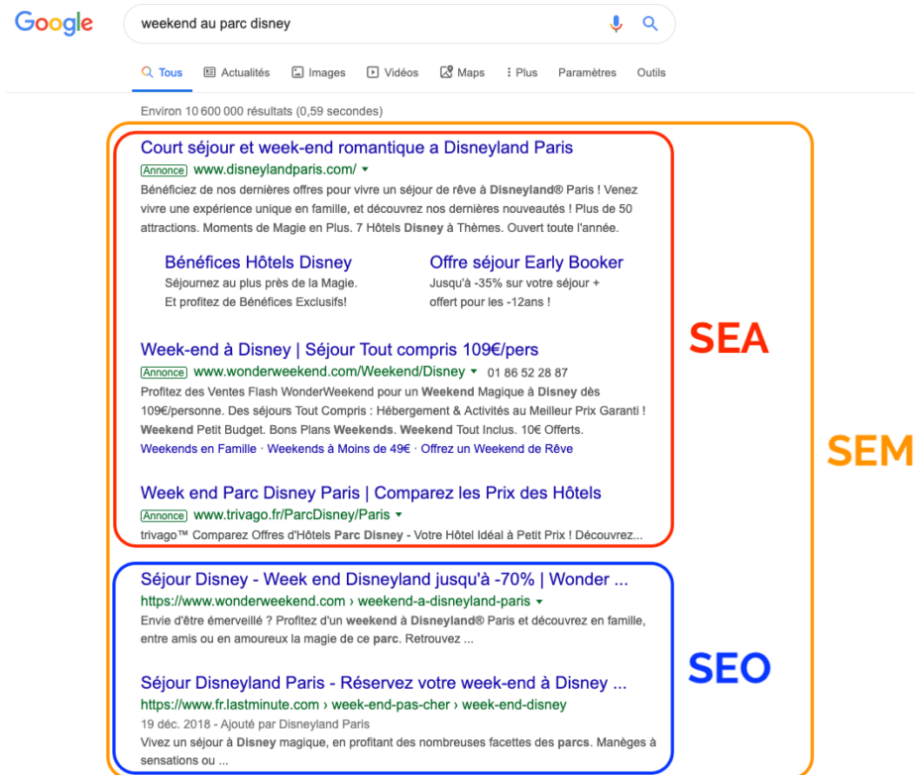 Google
weekend au parc disney
Tous Actualités Images Vidéos Maps Plus Paramètres Outils
Environ 10 600 000 résultats (0,59 secondes)
Court séjour et week-end romantique a Disneyland Paris
Annonce www.disneylandparis.com/
Bénéficiez de nos dernières offres pour vivre un séjour de rêve à Disneyland® Paris ! Venez
vivre une expérience unique en famille, et découvrez nos dernières nouveautés ! Plus de 50
attractions. Moments de Magie en Plus. 7 Hôtels Disney à Thèmes. Ouvert toute l'année.
Bénéfices Hôtels Disney
Séjournez au plus près de la Magie.
Et profitez de Bénéfices Exclusifs!
Offre séjour Early Booker
Jusqu'à -35% sur votre séjour +
offert pour les -12ans !
Week-end à Disney | Séjour Tout compris 109€/pers
Annonce www.wonderweekend.com/Weekend/Disney 01 86 52 28 87
Profitez des Ventes Flash WonderWeekend pour un Weekend Magique à Disney dès
109€/personne. Des séjours Tout Compris : Hébergement & Activités au Meilleur Prix Garanti !
Weekend Petit Budget. Bons Plans Weekends. Weekend Tout Inclus. 10€ Offerts.
Weekends en Famille · Weekends à Moins de 49€ · Offrez un Weekend de Rêve
Week end Parc Disney Paris | Comparez les Prix des Hôtels
Annonce www.trivago.fr/ParcDisney/Paris
trivago™ Comparez Offres d'Hôtels Parc Disney - Votre Hôtel Idéal à Petit Prix ! Découvrez...
SEA
SEM
Séjour Disney - Week end Disneyland jusqu'à -70% | Wonder ...
https://www.wonderweekend.com › weekend-a-disneyland-paris
Envie d'être émerveillé ? Profitez d'un weekend à Disneyland® Paris et découvrez en famille,
entre amis ou en amoureux la magie de ce parc. Retrouvez ...
Séjour Disneyland Paris - Réservez votre week-end à Disney ...
https://www.fr.lastminute.com › week-end-pas-cher › week-end-disney
19 déc. 2018 - Ajouté par Disneyland Paris
Vivez un séjour à Disney magique, en profitant des nombreuses facettes des parcs. Manèges à
sensations ou ...
SEO